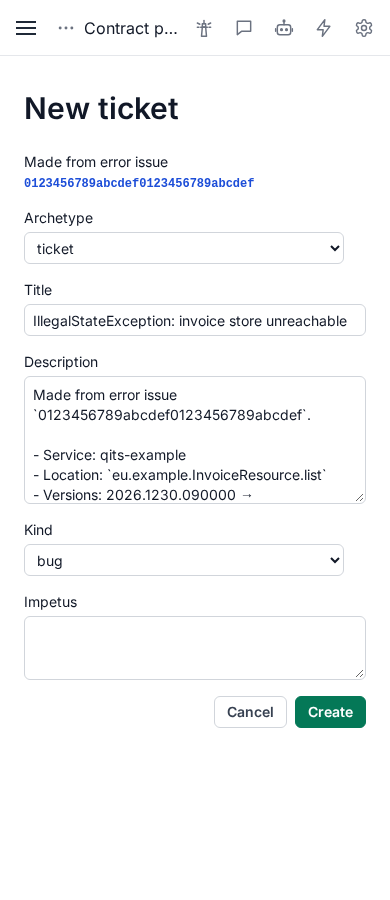 Contract p...
New ticket
Made from error issue
0123456789abcdef0123456789abcdef
Archetype
ticket
Title
IllegalStateException: invoice store unreachable
Description
Made from error issue
`0123456789abcdef0123456789abcdef`.
- Service: qits-example
- Location: `eu.example.InvoiceResource.list`
- Versions: 2026.1230.090000 →
Kind
bug
Impetus
Cancel
Create